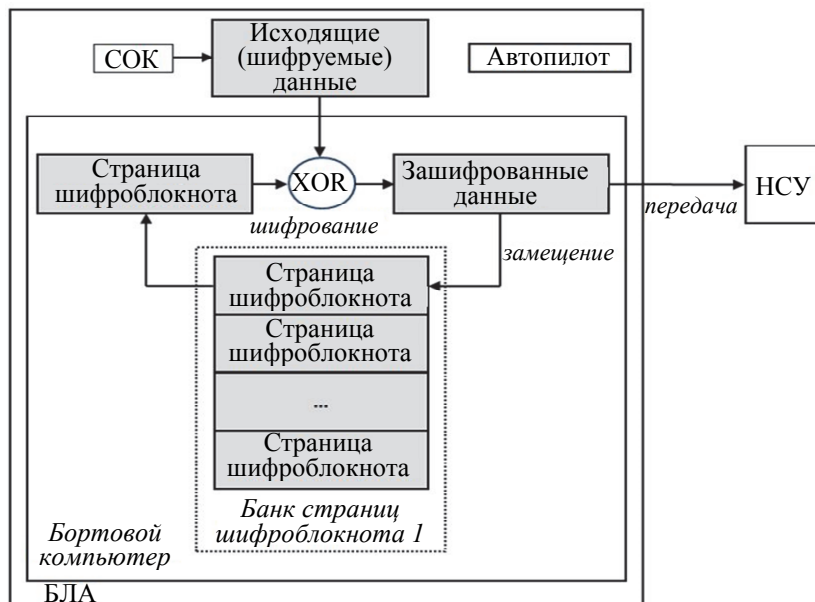 СОК
Исходящие
(шифруемые)
данные
Автопилот
Страница
шифроблокнота
XOR
Зашифрованные
данные
НСУ
передача
шифрование
замещение
Страница
шифроблокнота
Страница
шифроблокнота
...
Страница
шифроблокнота
Банк страниц
шифроблокнота 1
Бортовой
компьютер
БЛА